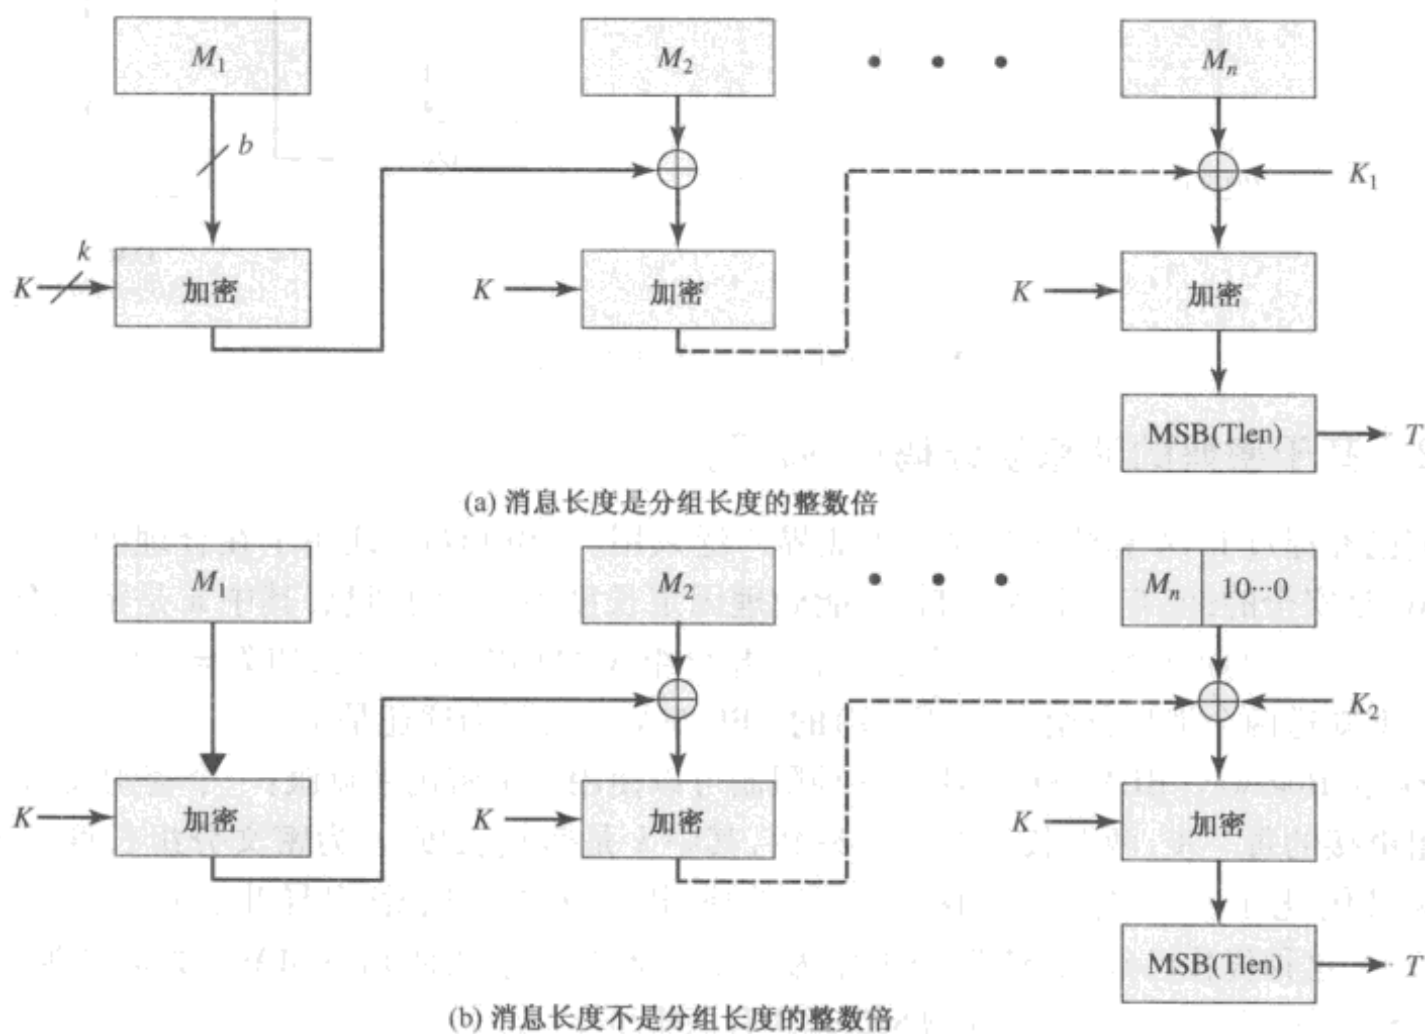 M₁ M₂ • • • Mₙ
b
K₁
k
K 加密 K 加密 K 加密
MSB(Tlen) T
(a) 消息长度是分组长度的整数倍
M₁ M₂ • • • Mₙ 10···0
K₂
K 加密 K 加密 K 加密
MSB(Tlen) T
(b) 消息长度不是分组长度的整数倍